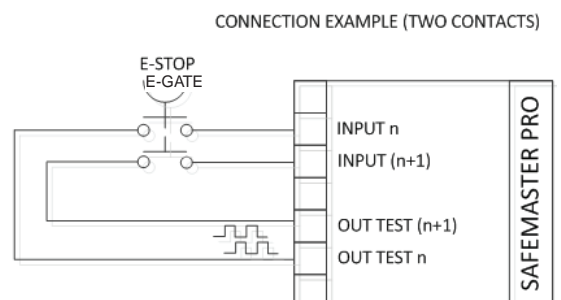 CONNECTION EXAMPLE (TWO CONTACTS)
E-STOP
E-GATE
INPUT n
INPUT (n+1)
OUT TEST (n+1)
OUT TEST n
SAFEMASTER PRO